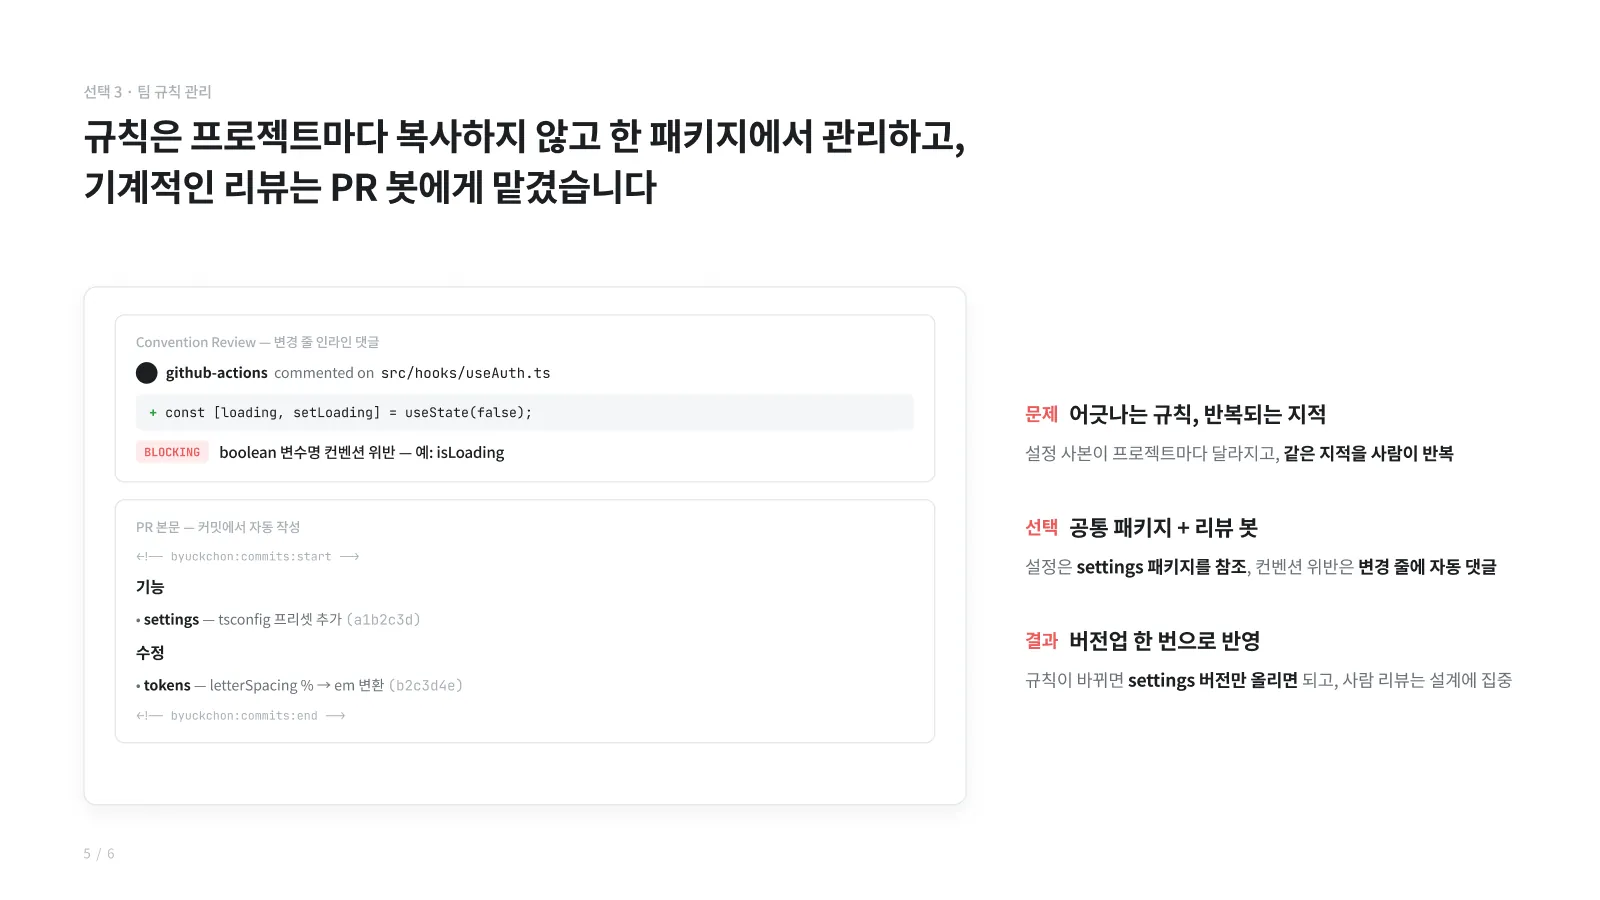 선택 3 · 팀 규칙 관리
규칙은 프로젝트마다 복사하지 않고 한 패키지에서 관리하고,
기계적인 리뷰는 PR 봇에게 맡겼습니다
Convention Review — 변경 줄 인라인 댓글
github-actions commented on src/hooks/useAuth.ts
+ const [loading, setLoading] = useState(false);
BLOCKING boolean 변수명 컨벤션 위반 — 예: isLoading
PR 본문 — 커밋에서 자동 작성
<!-- byuckchon:commits:start -->
기능
• settings — tsconfig 프리셋 추가 (a1b2c3d)
수정
• tokens — letterSpacing % → em 변환 (b2c3d4e)
<!-- byuckchon:commits:end -->
문제 어긋나는 규칙, 반복되는 지적
설정 사본이 프로젝트마다 달라지고, 같은 지적을 사람이 반복
선택 공통 패키지 + 리뷰 봇
설정은 settings 패키지를 참조, 컨벤션 위반은 변경 줄에 자동 댓글
결과 버전업 한 번으로 반영
규칙이 바뀌면 settings 버전만 올리면 되고, 사람 리뷰는 설계에 집중
5 / 6